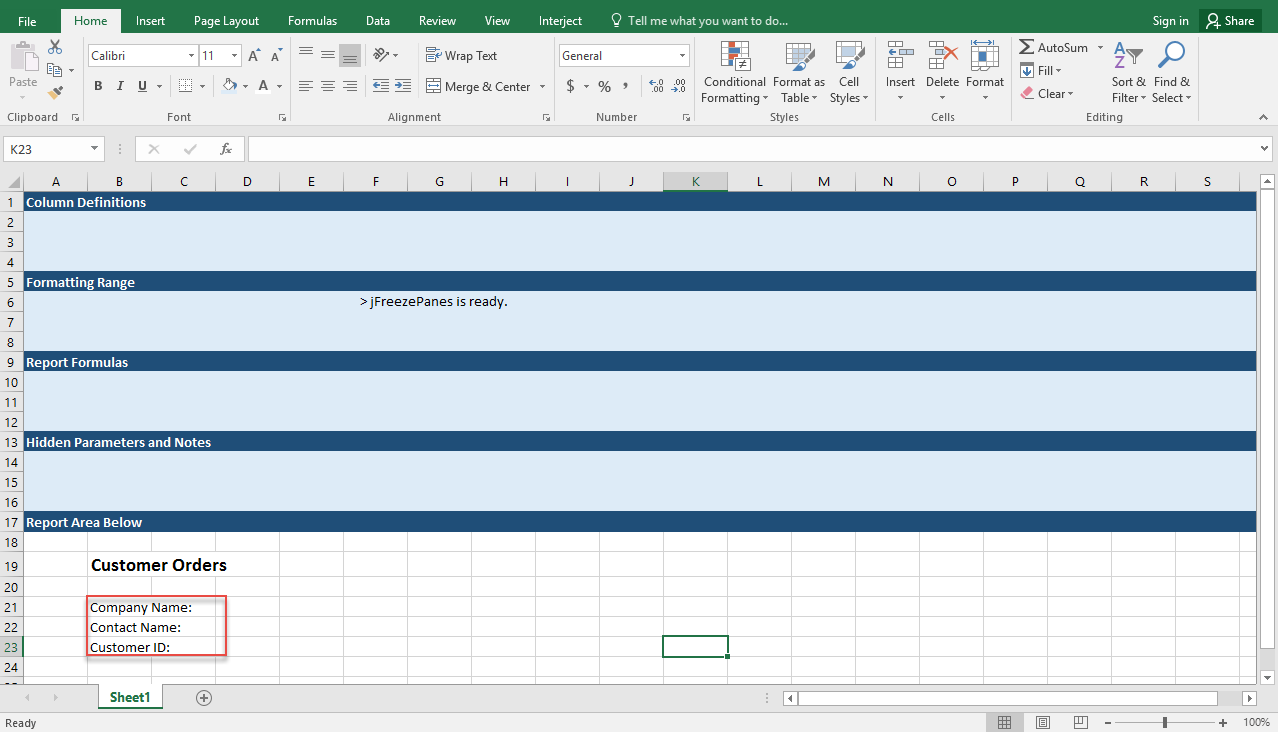 File Home Insert Page Layout Formulas Data Review View Interject Tell me what you want to do... Sign in Share
Calibri 11 A A Wrap Text General AutoSum
Paste Conditional Formatting Format as Table Cell Styles Insert Delete Format Fill Sort & Filter Find & Select
B I U A Merge & Center $ % , Clear
Clipboard Font Alignment Number Styles Cells Editing
K23 fx
A B C D E F G H I J K L M N O P Q R S
1 Column Definitions
2
3
4
5 Formatting Range
6 > jFreezePanes is ready.
7
8
9 Report Formulas
10
11
12
13 Hidden Parameters and Notes
14
15
16
17 Report Area Below
18
19 Customer Orders
20
21 Company Name:
22 Contact Name:
23 Customer ID:
24
Sheet1
Ready 100%